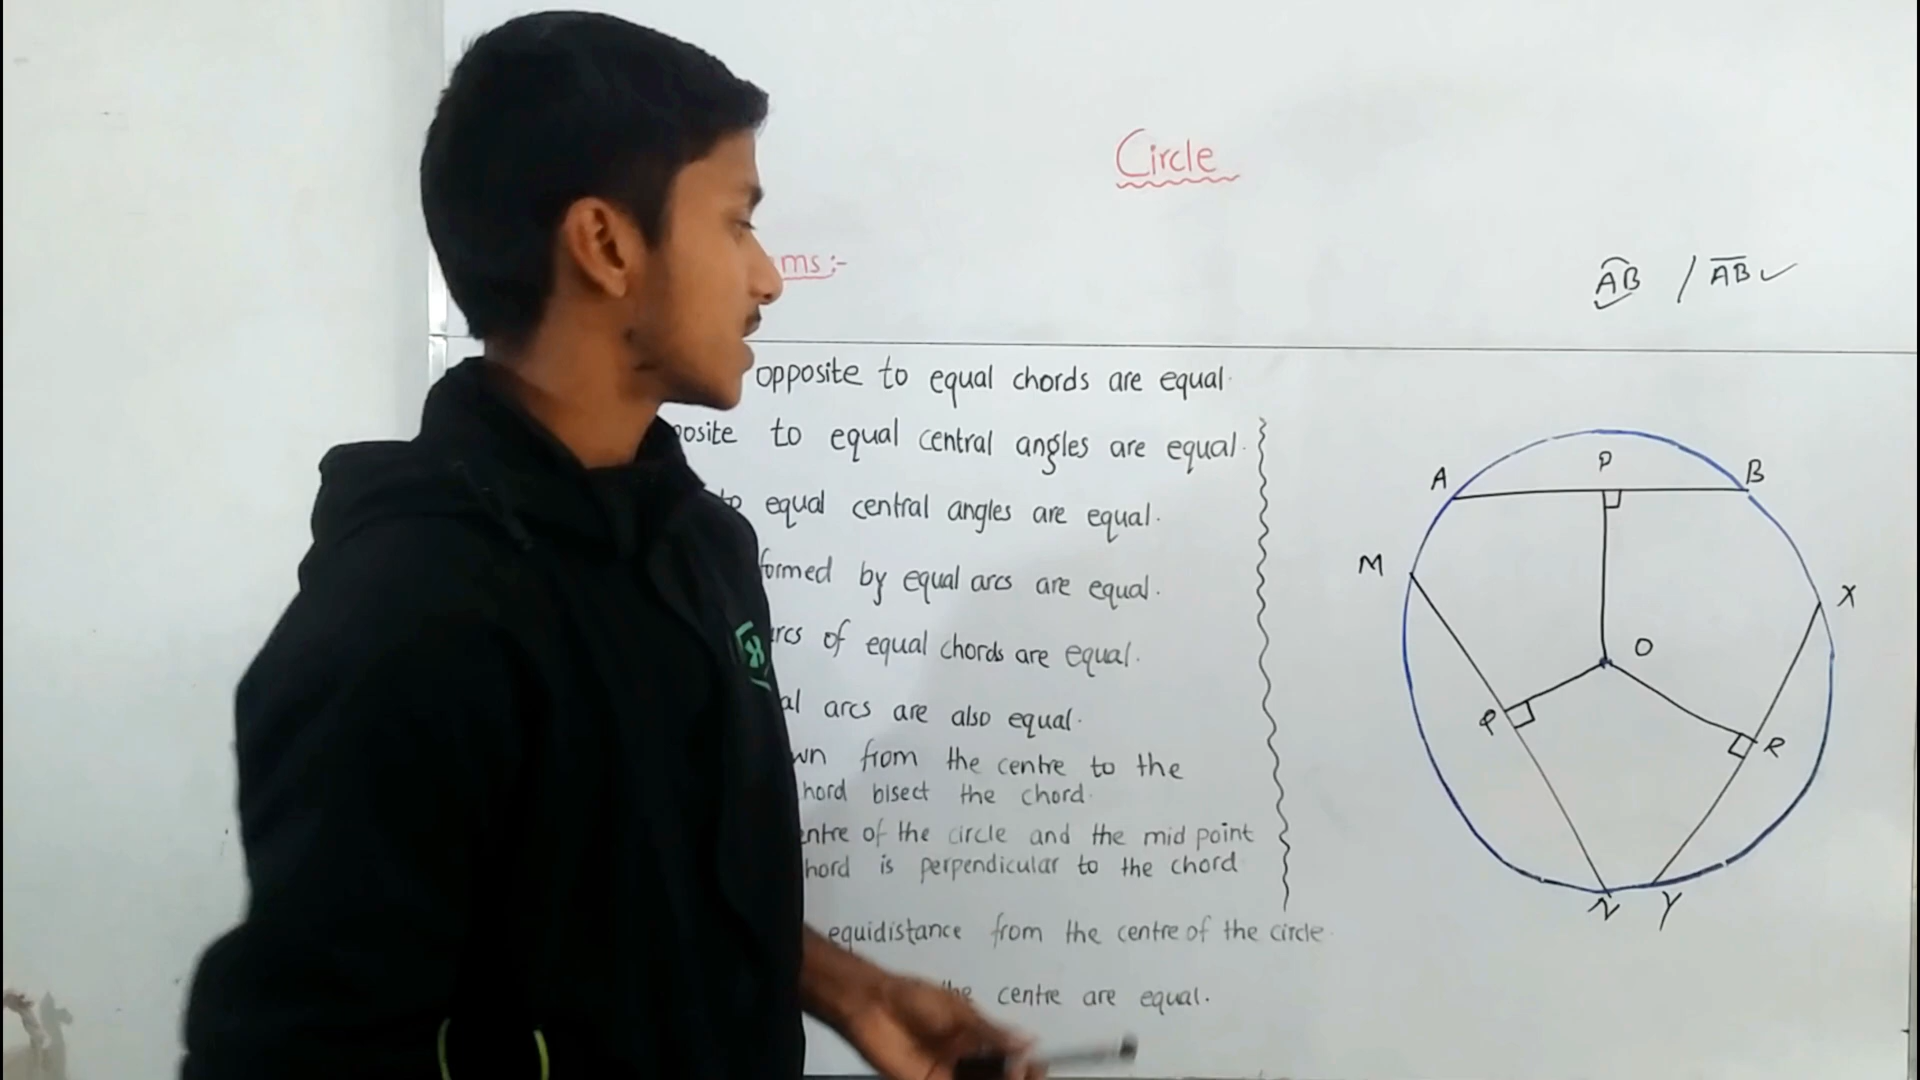 Circle
ms :-
AB / AB
opposite to equal chords are equal.
posite to equal central angles are equal.
to equal central angles are equal.
formed by equal arcs are equal.
arcs of equal chords are equal.
al arcs are also equal.
wn from the centre to the
hord bisect the chord.
entre of the circle and the mid point
hord is perpendicular to the chord
equidistance from the centre of the circle.
the centre are equal.
A P B
M
X
O
R
N Y